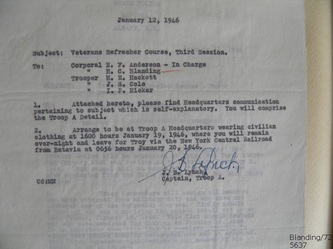 January 12, 1946
Subject: Veterans Refresher Course, Third Session.
To: Corporal E. F. Anderson - In Charge
" H. C. Blanding
Trooper H. H. Hackett
" J. R. Cole
" I. F. Ricker
1. Attached hereto, please find Headquarters communication
pertaining to subject which is self-explanatory. You will comprise
the Troop A Detail.
2. Arrange to be at Troop A Headquarters wearing civilian
clothing at 1600 hours January 19, 1946, where you will remain
over-night and leave for Troy via the New York Central Railroad
from Batavia at 0656 hours January 20, 1946.
J. B. Lynch,
Captain, Troop A.
Blanding/72
5637